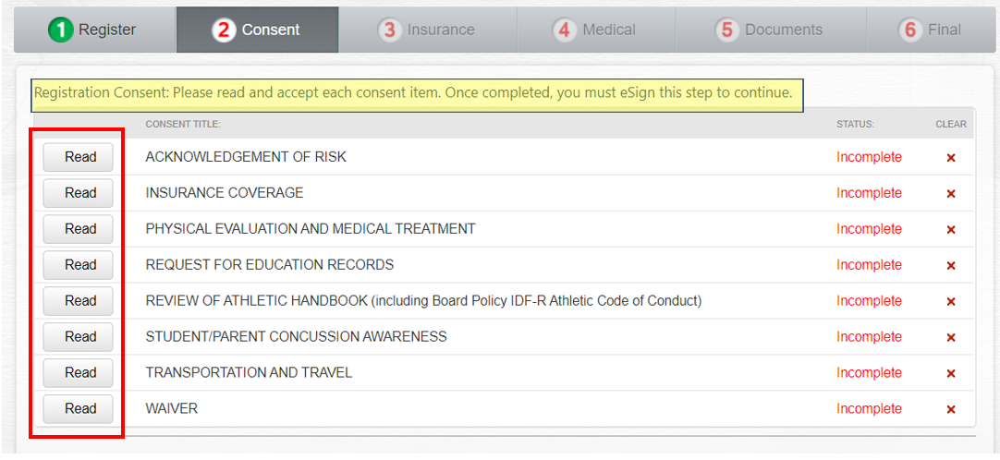 1 Register 2 Consent 3 Insurance 4 Medical 5 Documents 6 Final
Registration Consent: Please read and accept each consent item. Once completed, you must eSign this step to continue.
CONSENT TITLE: STATUS: CLEAR
Read ACKNOWLEDGEMENT OF RISK Incomplete ×
Read INSURANCE COVERAGE Incomplete ×
Read PHYSICAL EVALUATION AND MEDICAL TREATMENT Incomplete ×
Read REQUEST FOR EDUCATION RECORDS Incomplete ×
Read REVIEW OF ATHLETIC HANDBOOK (including Board Policy IDF-R Athletic Code of Conduct) Incomplete ×
Read STUDENT/PARENT CONCUSSION AWARENESS Incomplete ×
Read TRANSPORTATION AND TRAVEL Incomplete ×
Read WAIVER Incomplete ×